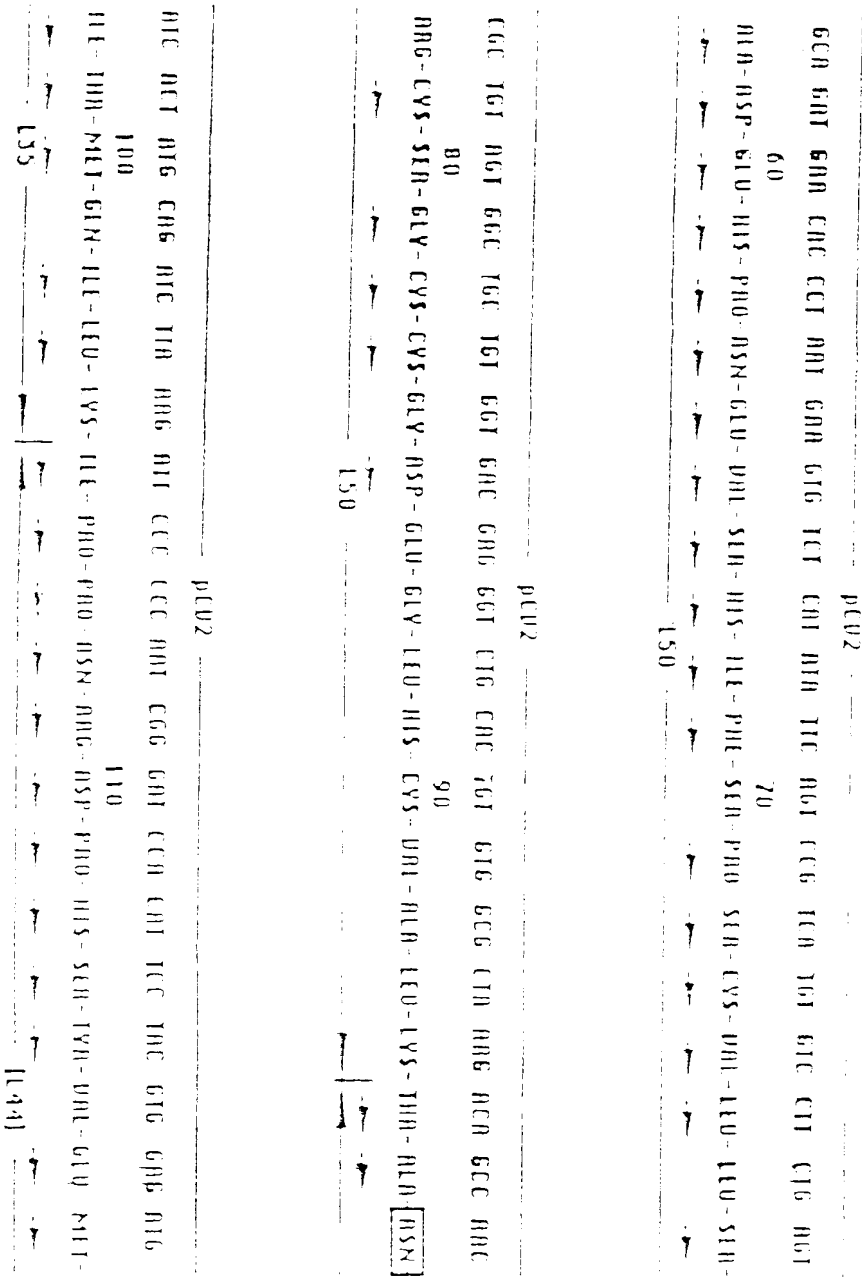 pCV2
GCA GAT GAA CAC CCT AAT GAA GTG TCT CAT ATA TTC AGT CCG TCA TGT GTC CTT CTG AGT
60 70
ALA-ASP-GLU-HIS-PRO-ASN-GLU-VAL-SER-HIS-ILE-PHE-SER-PRO SER-CYS-VAL-LEU-LEU-SER-
L50
pCV2
CGC TGT AGT GGC TGC TGT GGT GAC GAG GGT CTG CAC TGT GTG GCG CTA AAG ACA GCC AAC
80 90
ARG-CYS-SER-GLY-CYS-CYS-GLY-ASP-GLU-GLY-LEU-HIS-CYS-VAL-ALA-LEU-LYS-THR-ALA ASN
L50
pCV2
ATC ACT ATG CAG ATC TTA AAG ATT CCC CCC AAT CGG GAT CCA CAT TCC TAC GTG GAG ATG
100 110
ILE-THR-MET-GLN-ILE-LEU-LYS-ILE-PRO-PRO-ASN-ARG-ASP-PRO-HIS-SER-TYR-VAL-GLU MET-
L35 [L44]